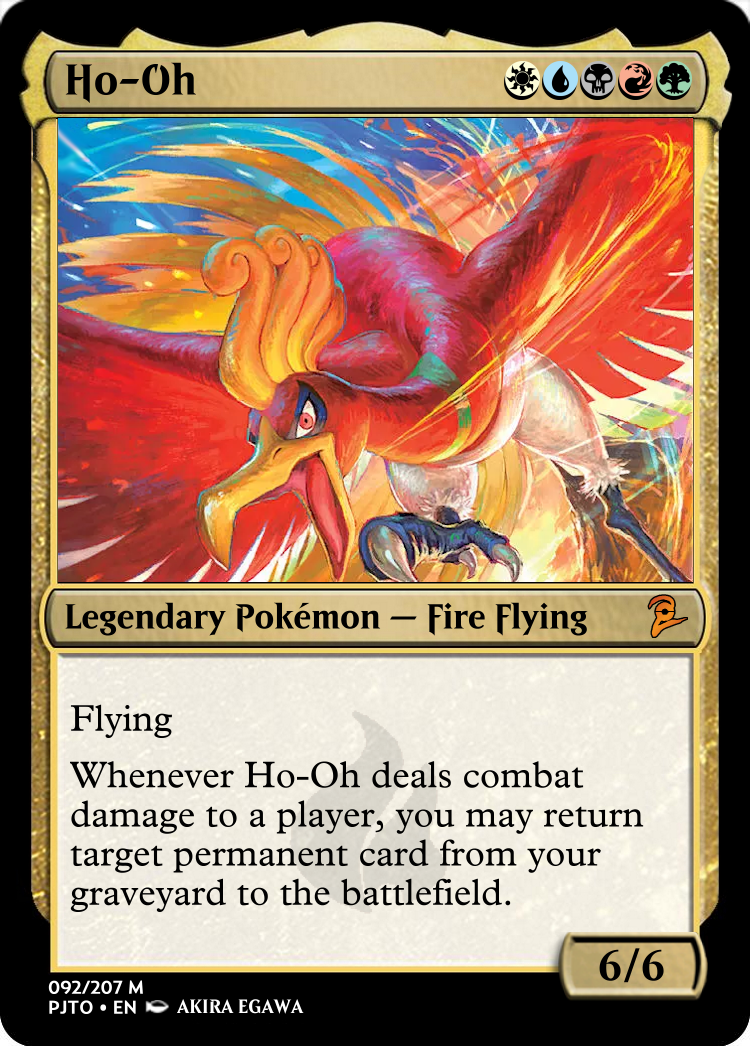 Ho-Oh
Legendary Pokémon — Fire Flying
Flying
Whenever Ho-Oh deals combat
damage to a player, you may return
target permanent card from your
graveyard to the battlefield.
6/6
092/207 M
PJTO • EN AKIRA EGAWA